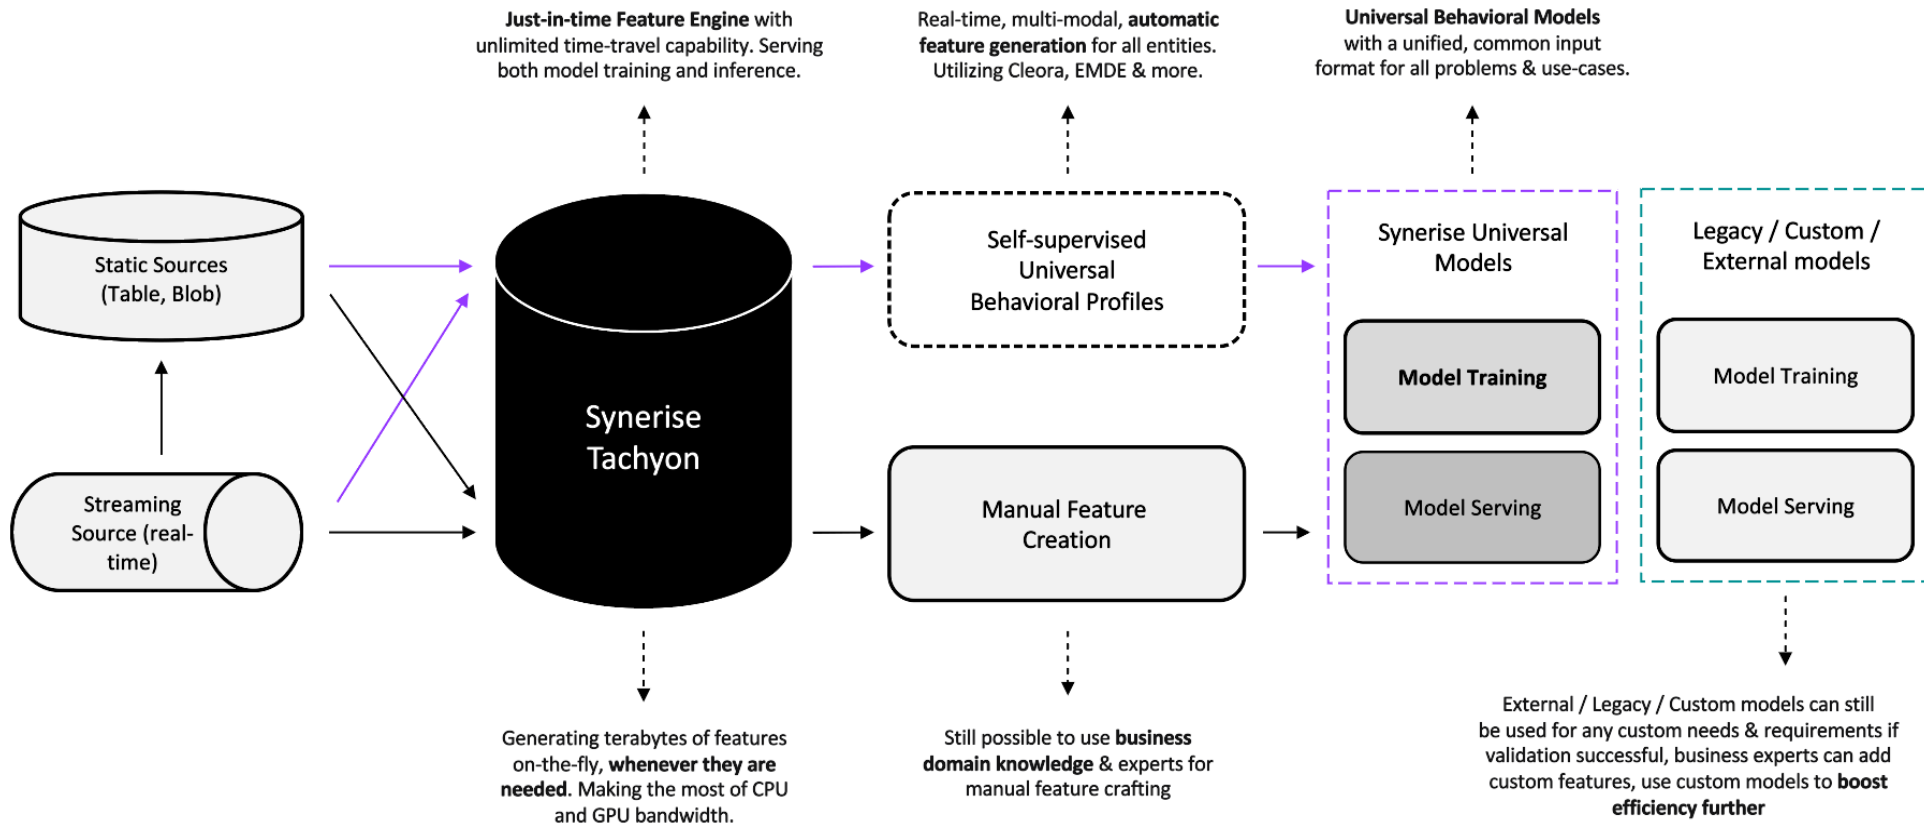 Just-in-time Feature Engine with
unlimited time-travel capability. Serving
both model training and inference.
Real-time, multi-modal, automatic
feature generation for all entities.
Utilizing Cleora, EMDE & more.
Universal Behavioral Models
with a unified, common input
format for all problems & use-cases.
Static Sources
(Table, Blob)
Streaming
Source (real-
time)
Synerise
Tachyon
Self-supervised
Universal
Behavioral Profiles
Manual Feature
Creation
Synerise Universal
Models
Model Training
Model Serving
Legacy / Custom /
External models
Model Training
Model Serving
Generating terabytes of features
on-the-fly, whenever they are
needed. Making the most of CPU
and GPU bandwidth.
Still possible to use business
domain knowledge & experts for
manual feature crafting
External / Legacy / Custom models can still
be used for any custom needs & requirements if
validation successful, business experts can add
custom features, use custom models to boost
efficiency further